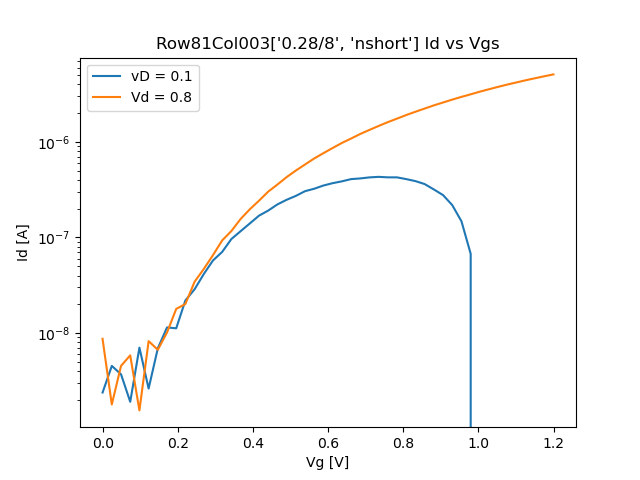 Row81Col003['0.28/8', 'nshort'] Id vs Vgs
vD = 0.1
Vd = 0.8
Id [A]
10⁻⁶
10⁻⁷
10⁻⁸
0.0 0.2 0.4 0.6 0.8 1.0 1.2
Vg [V]